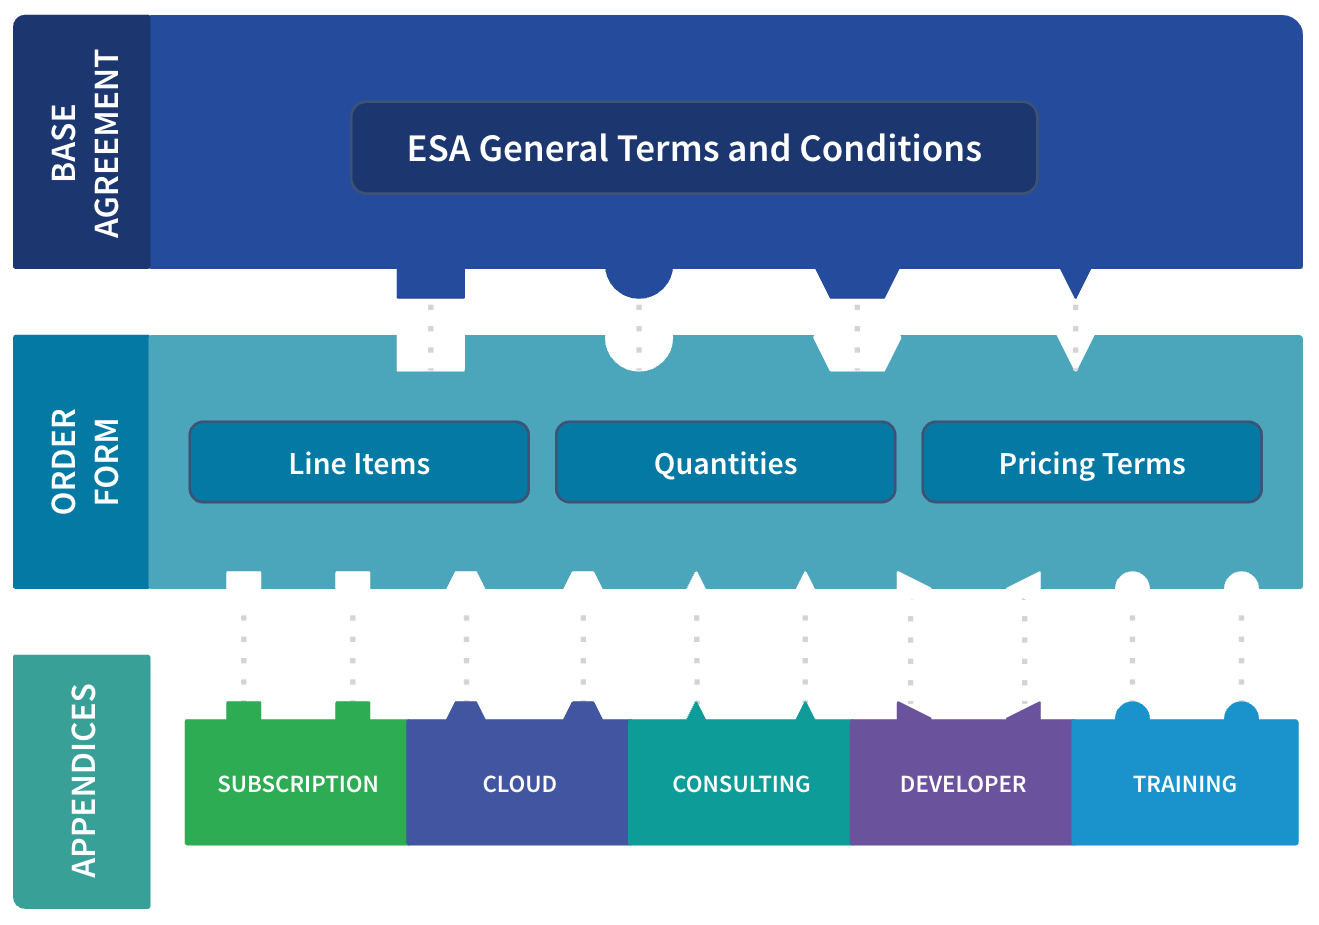 BASE
AGREEMENT
ESA General Terms and Conditions
ORDER
FORM
Line Items
Quantities
Pricing Terms
APPENDICES
SUBSCRIPTION
CLOUD
CONSULTING
DEVELOPER
TRAINING